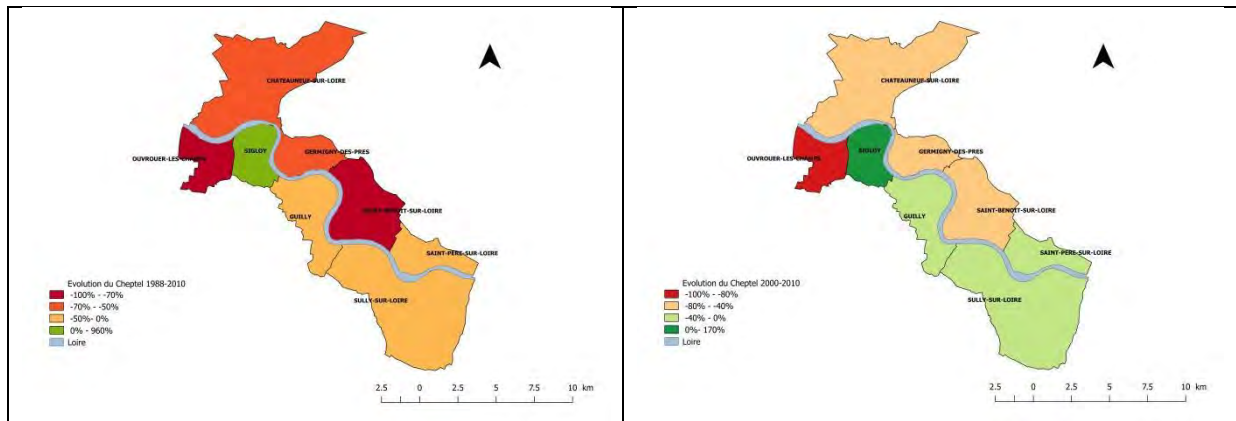 CHATEAUNEUF-SUR-LOIRE
OUVROUER-LES-CHAMPS
SIGLOY
GERMIGNY-DES-PRES
GUILLY
SAINT-BENOIT-SUR-LOIRE
SAINT-PERE-SUR-LOIRE
SULLY-SUR-LOIRE
Evolution du Cheptel 1988-2010
-100% - -70%
-70% - -50%
-50%- 0%
0% - 960%
Loire
2.5 0 2.5 5 7.5 10 km
CHATEAUNEUF-SUR-LOIRE
OUVROUER-LES-CHAMPS
SIGLOY
GERMIGNY-DES-PRES
GUILLY
SAINT-BENOIT-SUR-LOIRE
SAINT-PERE-SUR-LOIRE
SULLY-SUR-LOIRE
Evolution du Cheptel 2000-2010
-100% - -80%
-80% - -40%
-40% - 0%
0%- 170%
Loire
2.5 0 2.5 5 7.5 10 km